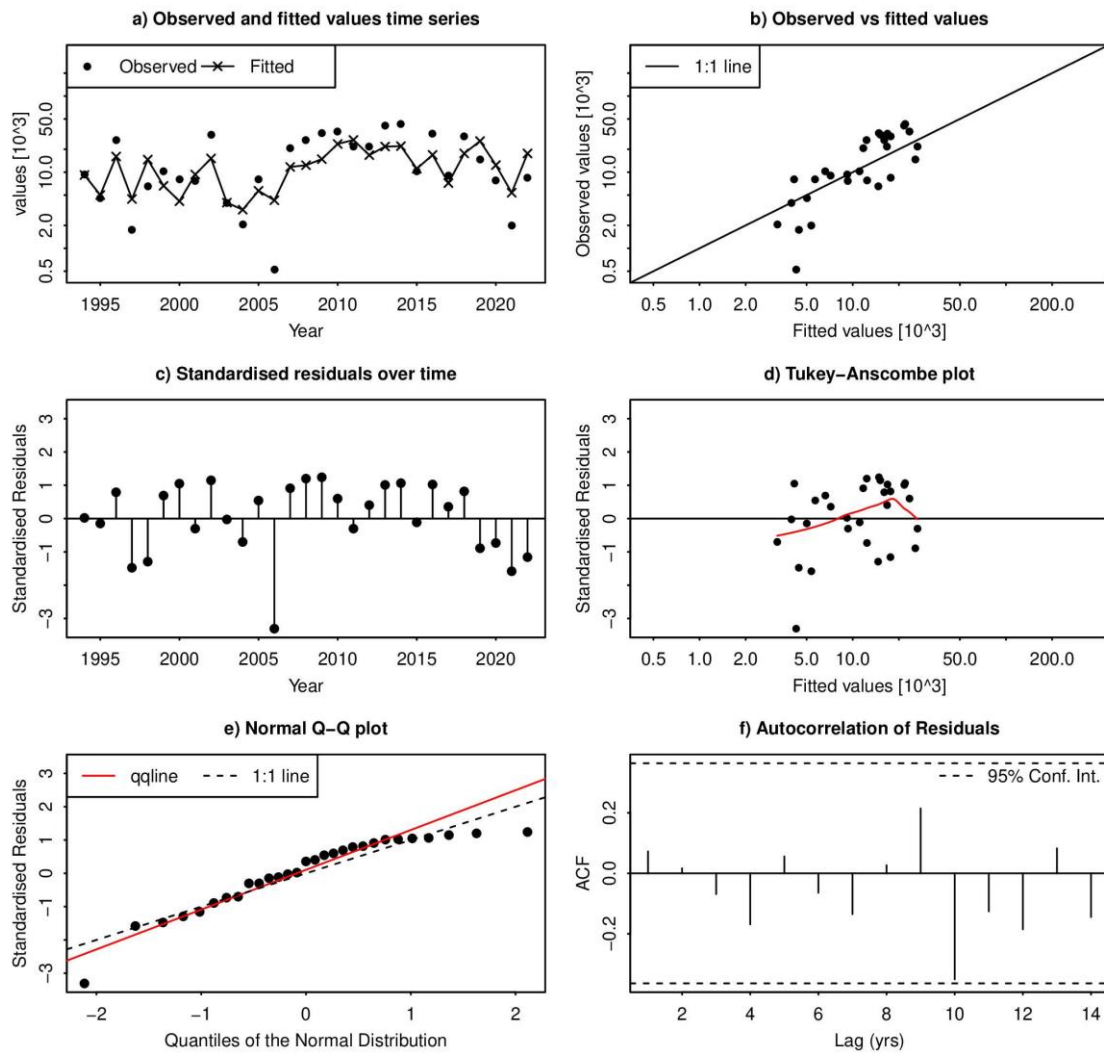 a) Observed and fitted values time series
Observed Fitted
values [10^3]
0.5 2.0 10.0 50.0
1995 2000 2005 2010 2015 2020
Year
b) Observed vs fitted values
1:1 line
Observed values [10^3]
0.5 2.0 10.0 50.0
0.5 1.0 2.0 5.0 10.0 50.0 200.0
Fitted values [10^3]
c) Standardised residuals over time
Standardised Residuals
−3 −1 0 1 2 3
1995 2000 2005 2010 2015 2020
Year
d) Tukey−Anscombe plot
Standardised Residuals
−3 −1 0 1 2 3
0.5 1.0 2.0 5.0 10.0 50.0 200.0
Fitted values [10^3]
e) Normal Q−Q plot
qqline 1:1 line
Standardised Residuals
−3 −1 0 1 2 3
−2 −1 0 1 2
Quantiles of the Normal Distribution
f) Autocorrelation of Residuals
95% Conf. Int.
ACF
−0.2 0.0 0.2
2 4 6 8 10 12 14
Lag (yrs)